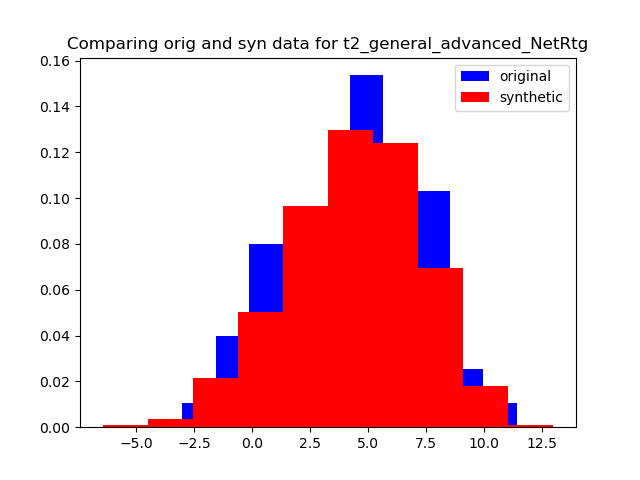 Comparing orig and syn data for t2_general_advanced_NetRtg
original
synthetic
0.16
0.14
0.12
0.10
0.08
0.06
0.04
0.02
0.00
−5.0 −2.5 0.0 2.5 5.0 7.5 10.0 12.5